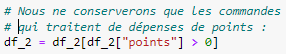 # Nous ne conserverons que les commandes
# qui traitent de dépenses de points :
df_2 = df_2[df_2["points"] > 0]